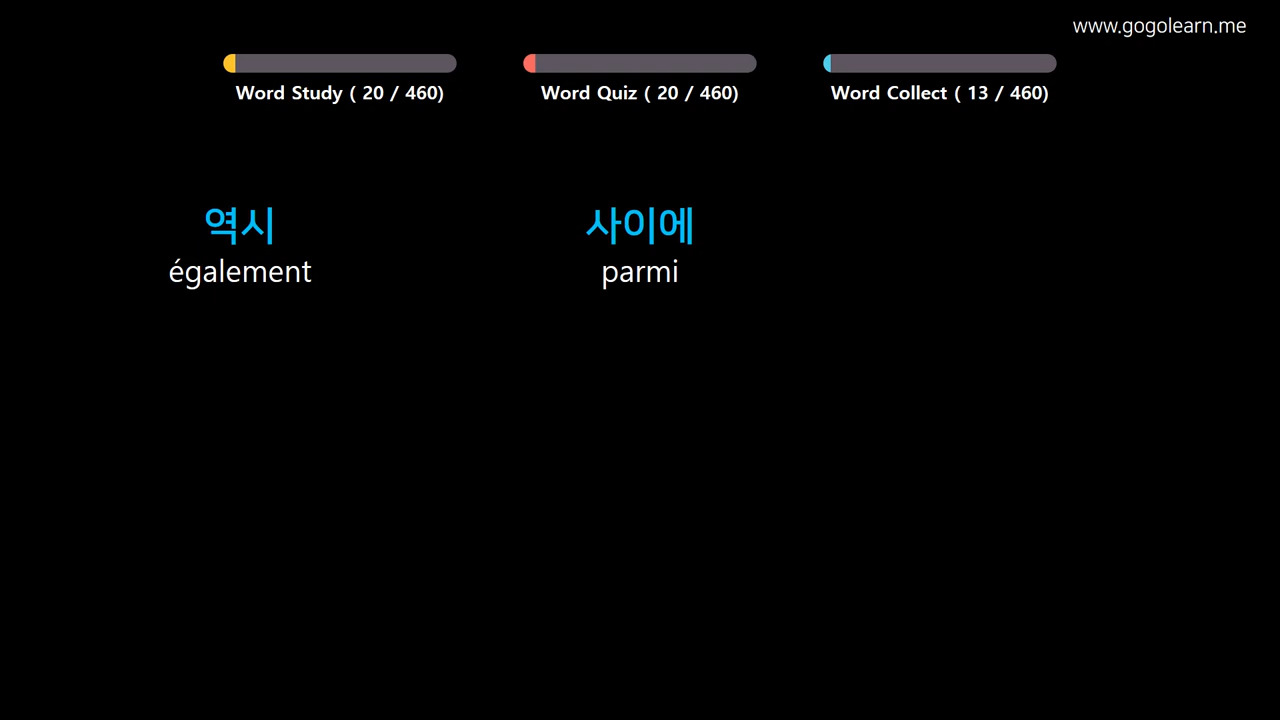 www.gogolearn.me
Word Study ( 20 / 460)
Word Quiz ( 20 / 460)
Word Collect ( 13 / 460)
역시
également
사이에
parmi